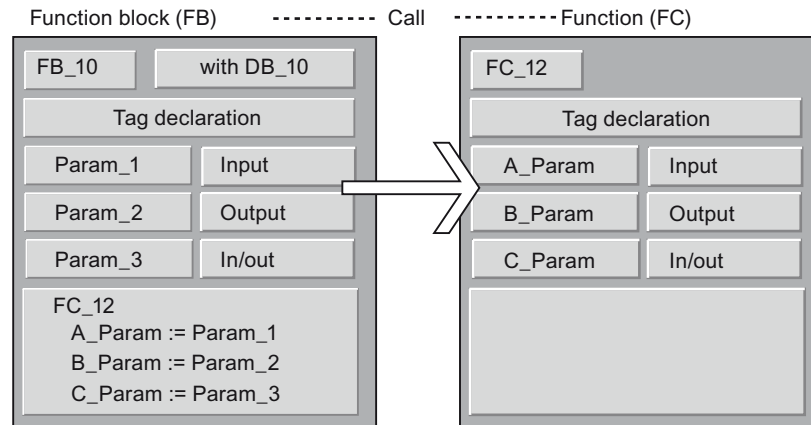 Function block (FB) ---------- Call ---------- Function (FC)
FB_10 with DB_10
Tag declaration
Param_1 Input
Param_2 Output
Param_3 In/out
FC_12
A_Param := Param_1
B_Param := Param_2
C_Param := Param_3
FC_12
Tag declaration
A_Param Input
B_Param Output
C_Param In/out